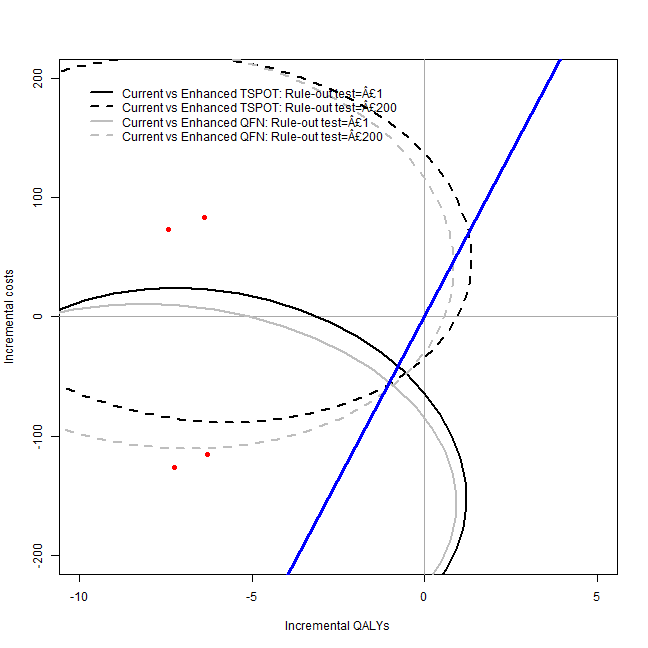 Current vs Enhanced TSPOT: Rule-out test=Â£1
Current vs Enhanced TSPOT: Rule-out test=Â£200
Current vs Enhanced QFN: Rule-out test=Â£1
Current vs Enhanced QFN: Rule-out test=Â£200
200
100
0
-100
-200
Incremental costs
-10
-5
0
5
Incremental QALYs